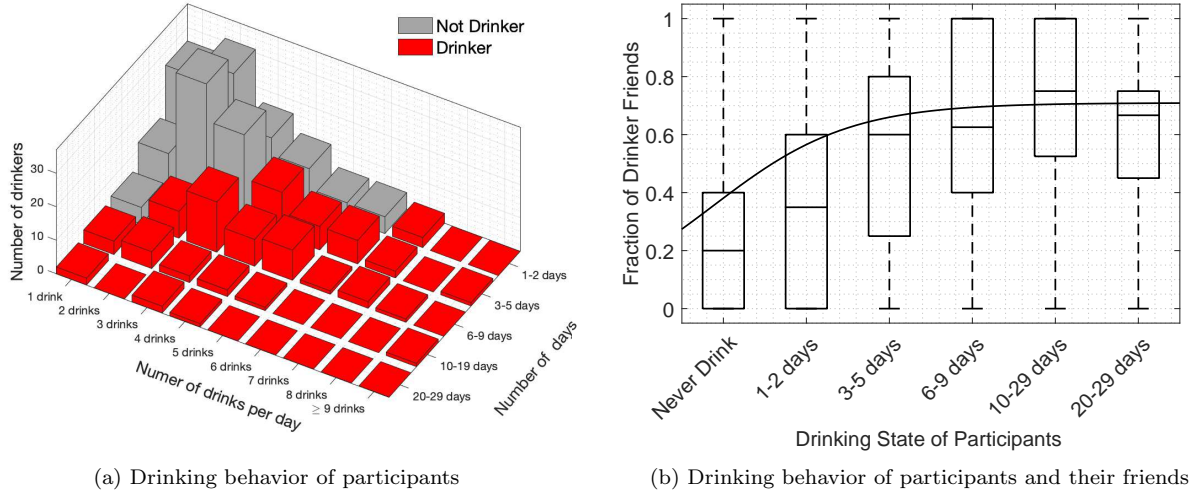 Not Drinker
Drinker
Number of drinkers
30
20
10
0
1 drink
2 drinks
3 drinks
4 drinks
5 drinks
6 drinks
7 drinks
8 drinks
≥ 9 drinks
Numer of drinks per day
1-2 days
3-5 days
6-9 days
10-19 days
20-29 days
Number of days
(a) Drinking behavior of participants
Fraction of Drinker Friends
1
0.8
0.6
0.4
0.2
0
Never Drink
1-2 days
3-5 days
6-9 days
10-29 days
20-29 days
Drinking State of Participants
(b) Drinking behavior of participants and their friends